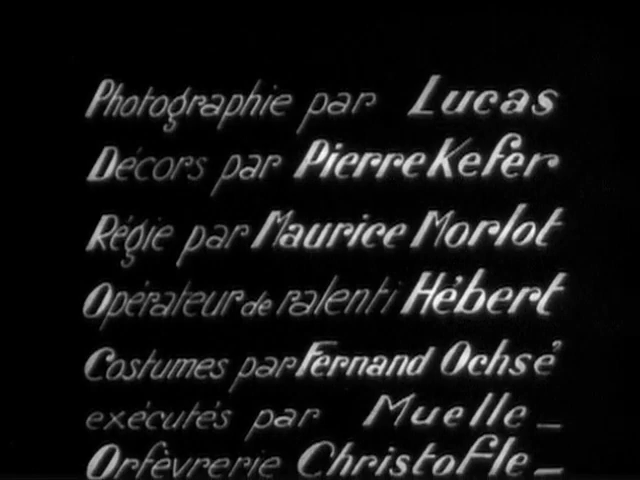 Photographie par Lucas
Décors par Pierre Kefer
Régie par Maurice Morlot
Opérateur de ralenti Hébert
Costumes par Fernand Ochsé
exécutés par Muelle_
Orfèvrerie Christofle_